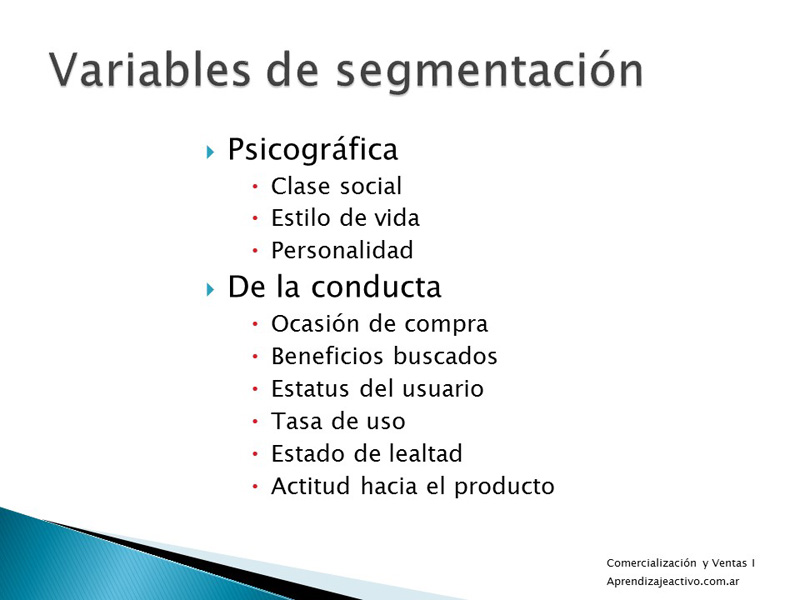 Variables de segmentación
Psicográfica
Clase social
Estilo de vida
Personalidad
De la conducta
Ocasión de compra
Beneficios buscados
Estatus del usuario
Tasa de uso
Estado de lealtad
Actitud hacia el producto
Comercialización y Ventas I
Aprendizajeactivo.com.ar